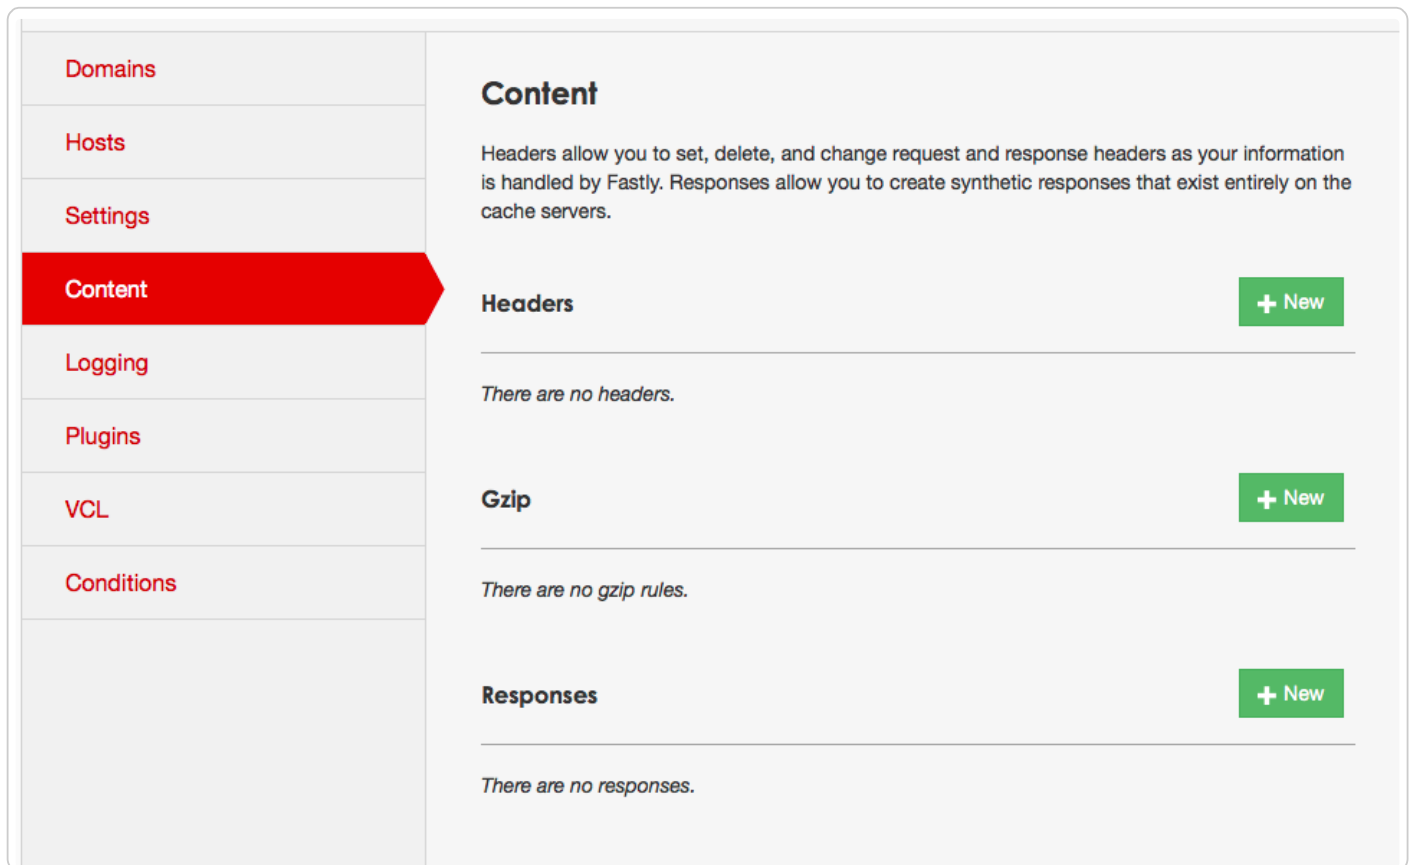 Domains
Hosts
Settings
Content
Logging
Plugins
VCL
Conditions
Content
Headers allow you to set, delete, and change request and response headers as your information
is handled by Fastly. Responses allow you to create synthetic responses that exist entirely on the
cache servers.
Headers
New
There are no headers.
Gzip
New
There are no gzip rules.
Responses
New
There are no responses.